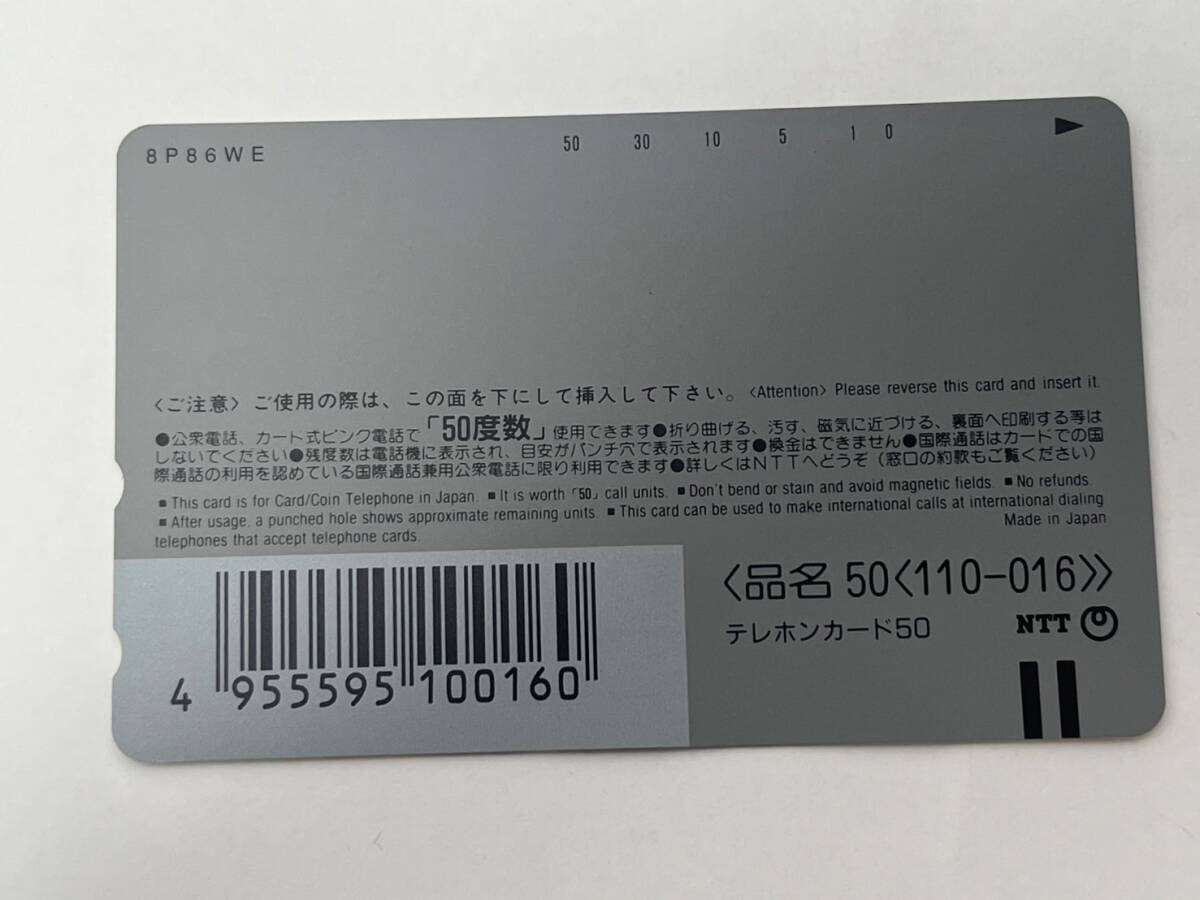 8P86WE 50 30 10 5 1 0
〈ご注意〉ご使用の際は、この面を下にして挿入して下さい。〈Attention〉Please reverse this card and insert it.
●公衆電話、カード式ピンク電話で「50度数」使用できます●折り曲げる、汚す、磁気に近づける、裏面へ印刷する等は
しないでください●残度数は電話機に表示され、目安がパンチ穴で表示されます●換金はできません●国際通話はカードでの国
際通話の利用を認めている国際通話兼用公衆電話に限り利用できます●詳しくはNTTへどうぞ（窓口の約款もご覧ください）
■This card is for Card/Coin Telephone in Japan. ■It is worth「50」call units. ■Don't bend or stain and avoid magnetic fields. ■No refunds.
■After usage, a punched hole shows approximate remaining units. ■This card can be used to make international calls at international dialing
telephones that accept telephone cards. Made in Japan
〈品名 50〈110-016〉〉
テレホンカード50 NTT
4 955595 100160